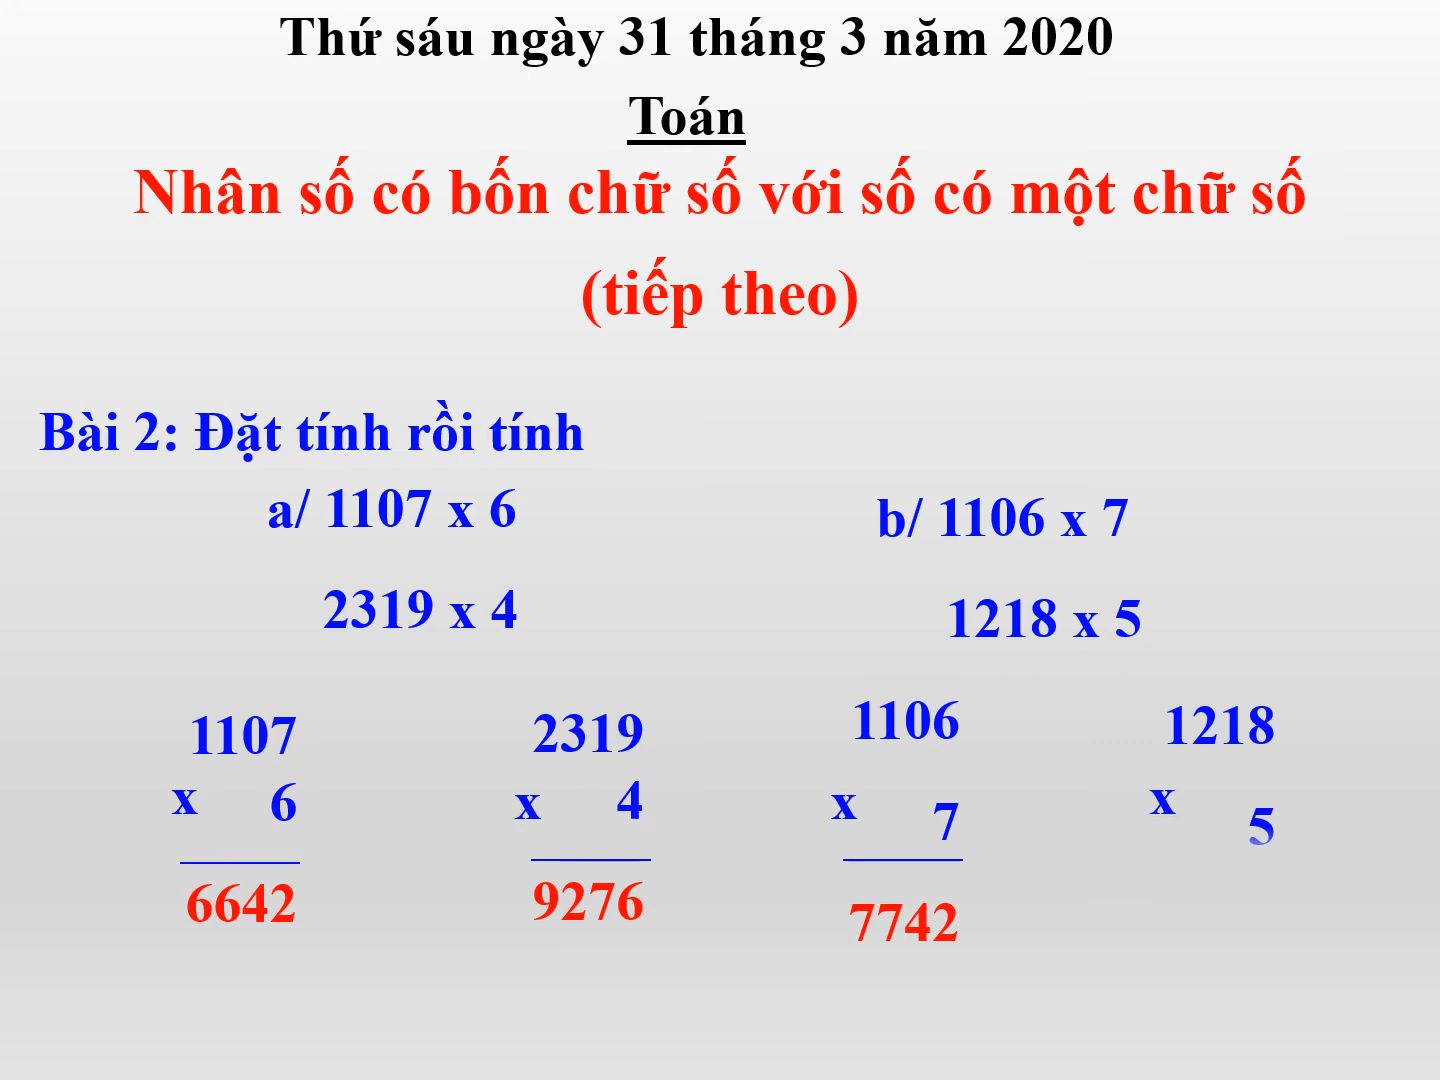 Thứ sáu ngày 31 tháng 3 năm 2020
Toán
Nhân số có bốn chữ số với số có một chữ số
(tiếp theo)
Bài 2: Đặt tính rồi tính
a/ 1107 x 6
b/ 1106 x 7
2319 x 4
1218 x 5
1107
x 6
6642
2319
x 4
9276
1106
x 7
7742
1218
x 5